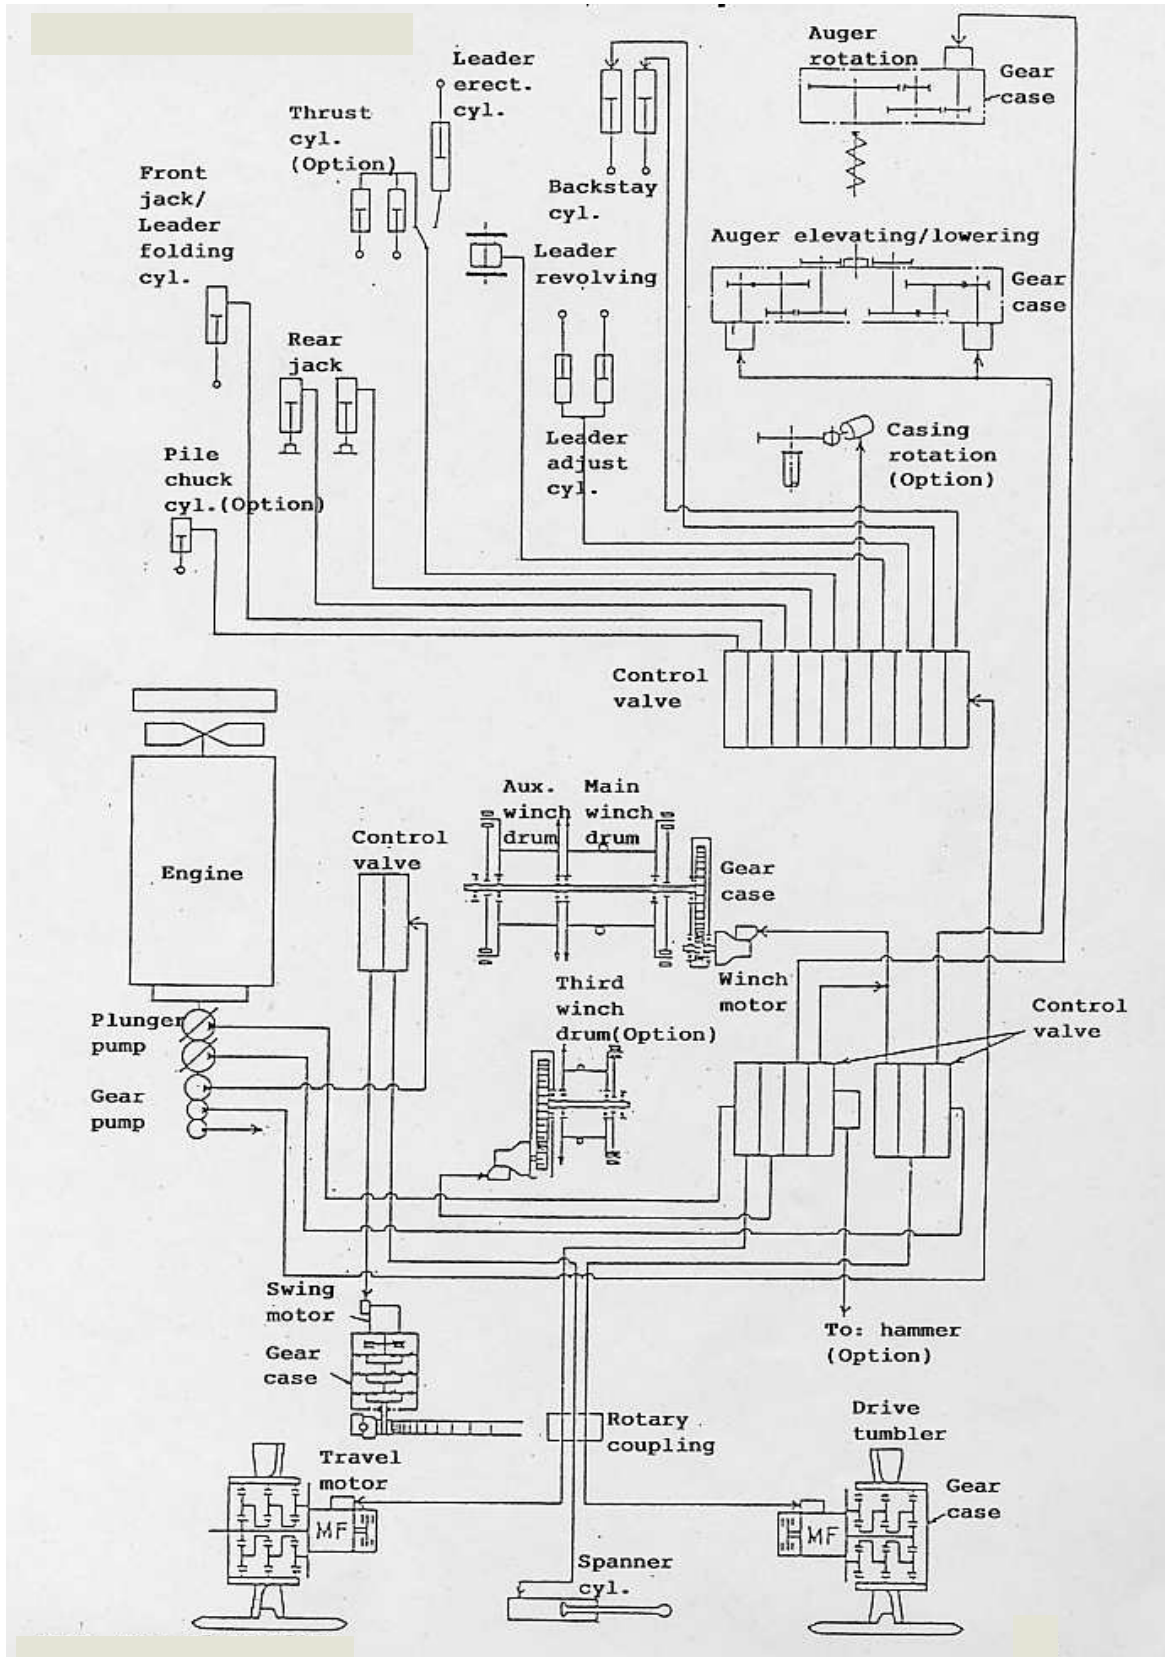 Auger
rotation
Gear
case
Leader
erect.
cyl.
Thrust
cyl.
(Option)
Front
jack/
Leader
folding
cyl.
Backstay
cyl.
Leader
revolving
Auger elevating/lowering
Gear
case
Rear
jack
Leader
adjust
cyl.
Casing
rotation
(Option)
Pile
chuck
cyl.(Option)
Control
valve
Engine
Control
valve
Aux.
winch
drum
Main
winch
drum
Gear
case
Winch
motor
Third
winch
drum(Option)
Control
valve
Plunger
pump
Gear
pump
Swing
motor
Gear
case
To: hammer
(Option)
Rotary
coupling
Drive
tumbler
Travel
motor
Gear
case
MF
MF
Spanner
cyl.